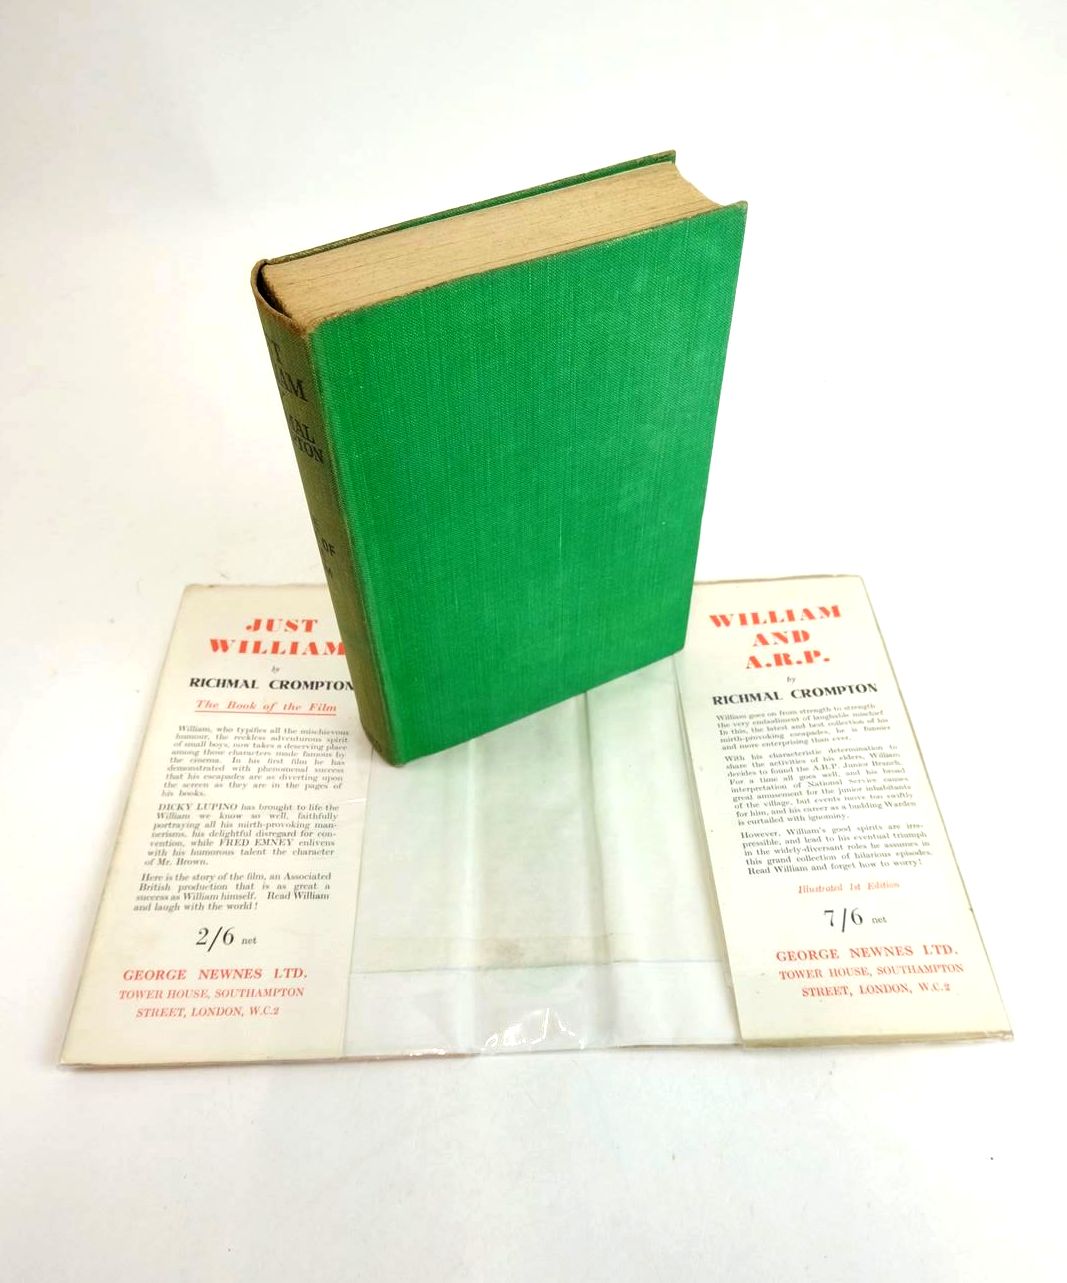 T
AM
MAL
PTON
OF
M
JUST
WILLIAM
by
RICHMAL CROMPTON
The Book of the Film
William, who typifies all the mischievous
humour, the reckless adventurous spirit
of small boys, now takes a deserving place
among those characters made famous by
the cinema. In his first film he has
demonstrated with phenomenal success
that his escapades are as diverting upon
the screen as they are in the pages of
his books.
DICKY LUPINO has brought to life the
William we know so well, faithfully
portraying all his mirth-provoking man-
nerisms, his delightful disregard for con-
vention, while FRED EMNEY enlivens
with his humorous talent the character
of Mr. Brown.
Here is the story of the film, an Associated
British production that is as great a
success as William himself. Read William
and laugh with the world !
2/6 net
GEORGE NEWNES LTD.
TOWER HOUSE, SOUTHAMPTON
STREET, LONDON, W.C.2
WILLIAM
AND
A.R.P.
by
RICHMAL CROMPTON
William goes on from strength to strength
the very embodiment of laughable mischief
In this, the latest and best collection of his
mirth-provoking escapades, he is funnier
and more enterprising than ever.
With his characteristic determination to
share the activities of his elders, William
decides to found the A.R.P. Junior Branch.
For a time all goes well, and his broad
interpretation of National Service causes
great amusement for the junior inhabitants
of the village, but events move too swiftly
for him, and his career as a budding Warden
is curtailed with ignominy.
However, William's good spirits are irre-
pressible, and lead to his eventual triumph
in the widely-diversant roles he assumes in
this grand collection of hilarious episodes.
Read William and forget how to worry!
Illustrated 1st Edition
7/6 net
GEORGE NEWNES LTD.
TOWER HOUSE, SOUTHAMPTON
STREET, LONDON, W.C.2